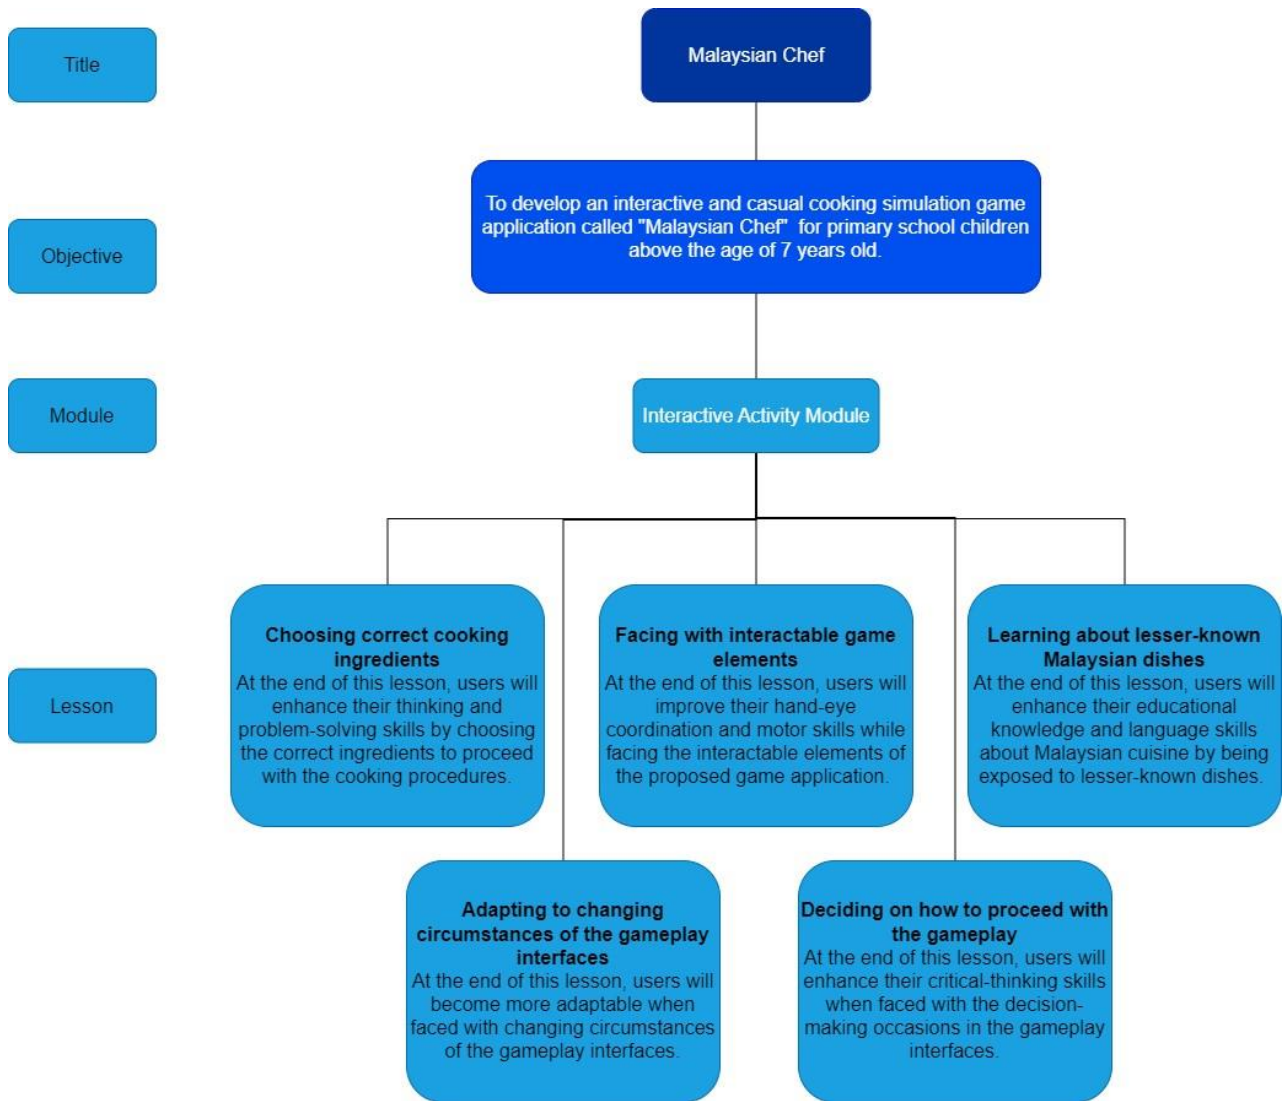 Title
Malaysian Chef
Objective
To develop an interactive and casual cooking simulation game
application called "Malaysian Chef"  for primary school children
above the age of 7 years old.
Module
Interactive Activity Module
Lesson
Choosing correct cooking
ingredients
At the end of this lesson, users will
enhance their thinking and
problem-solving skills by choosing
the correct ingredients to proceed
with the cooking procedures.
Facing with interactable game
elements
At the end of this lesson, users will
improve their hand-eye
coordination and motor skills while
facing the interactable elements of
the proposed game application.
Learning about lesser-known
Malaysian dishes
At the end of this lesson, users will
enhance their educational
knowledge and language skills
about Malaysian cuisine by being
exposed to lesser-known dishes.
Adapting to changing
circumstances of the gameplay
interfaces
At the end of this lesson, users will
become more adaptable when
faced with changing circumstances
of the gameplay interfaces.
Deciding on how to proceed with
the gameplay
At the end of this lesson, users will
enhance their critical-thinking skills
when faced with the decision-
making occasions in the gameplay
interfaces.